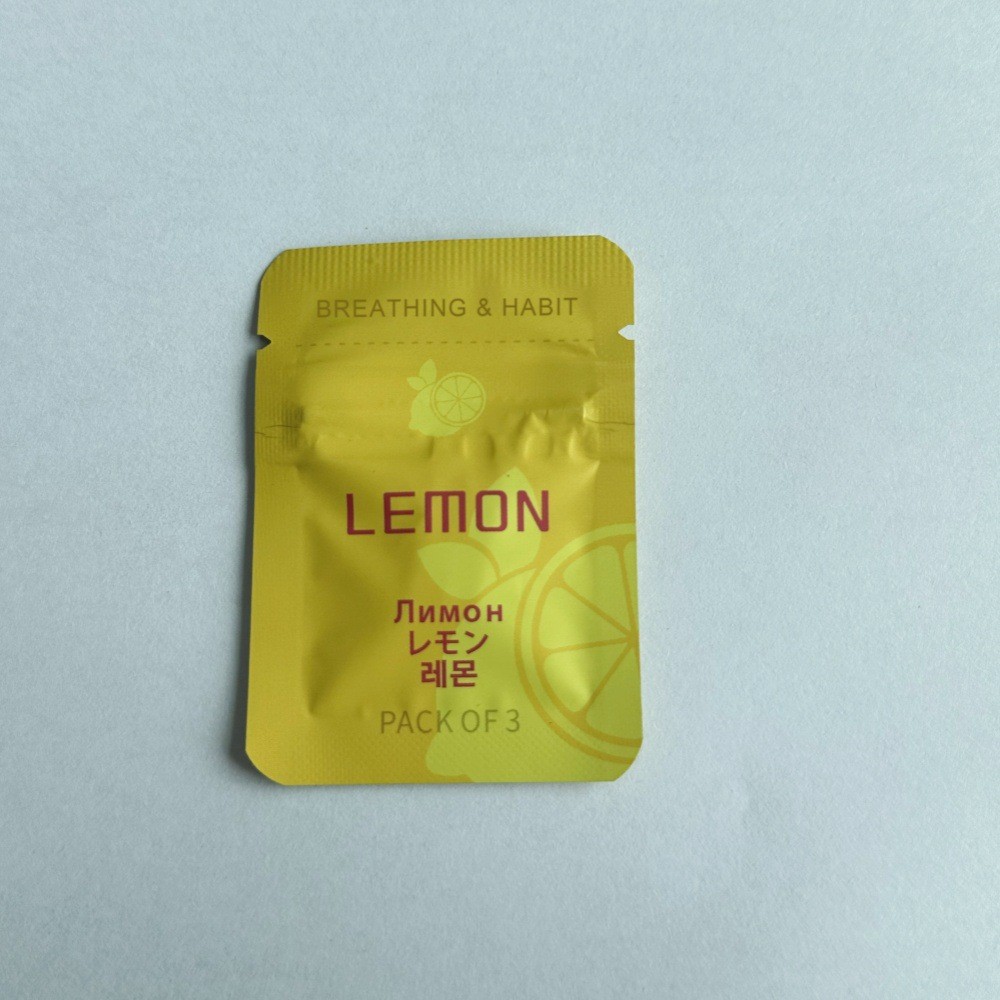 BREATHING & HABIT
LEMON
Лимон
レモン
레몬
PACK OF 3